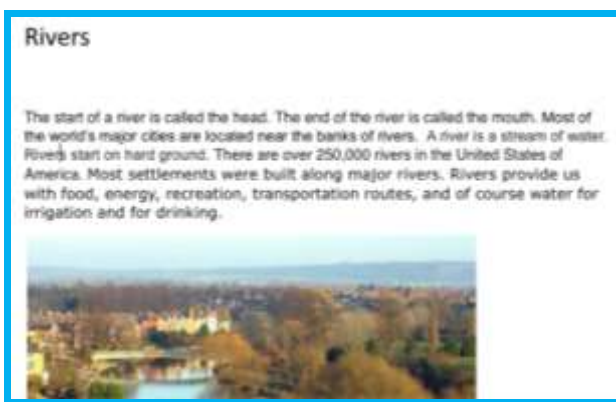 Rivers
The start of a river is called the head. The end of the river is called the mouth. Most of
the world's major cities are located near the banks of rivers. A river is a stream of water.
Rivers start on hard ground. There are over 250,000 rivers in the United States of
America. Most settlements were built along major rivers. Rivers provide us
with food, energy, recreation, transportation routes, and of course water for
irrigation and for drinking.